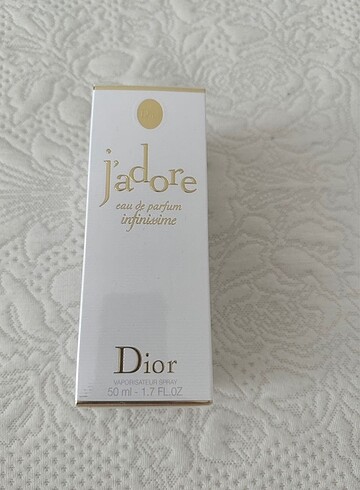 j'adore
eau de parfum
infinissime
Dior
VAPORISATEUR SPRAY
50 ml - 1.7 FL.OZ